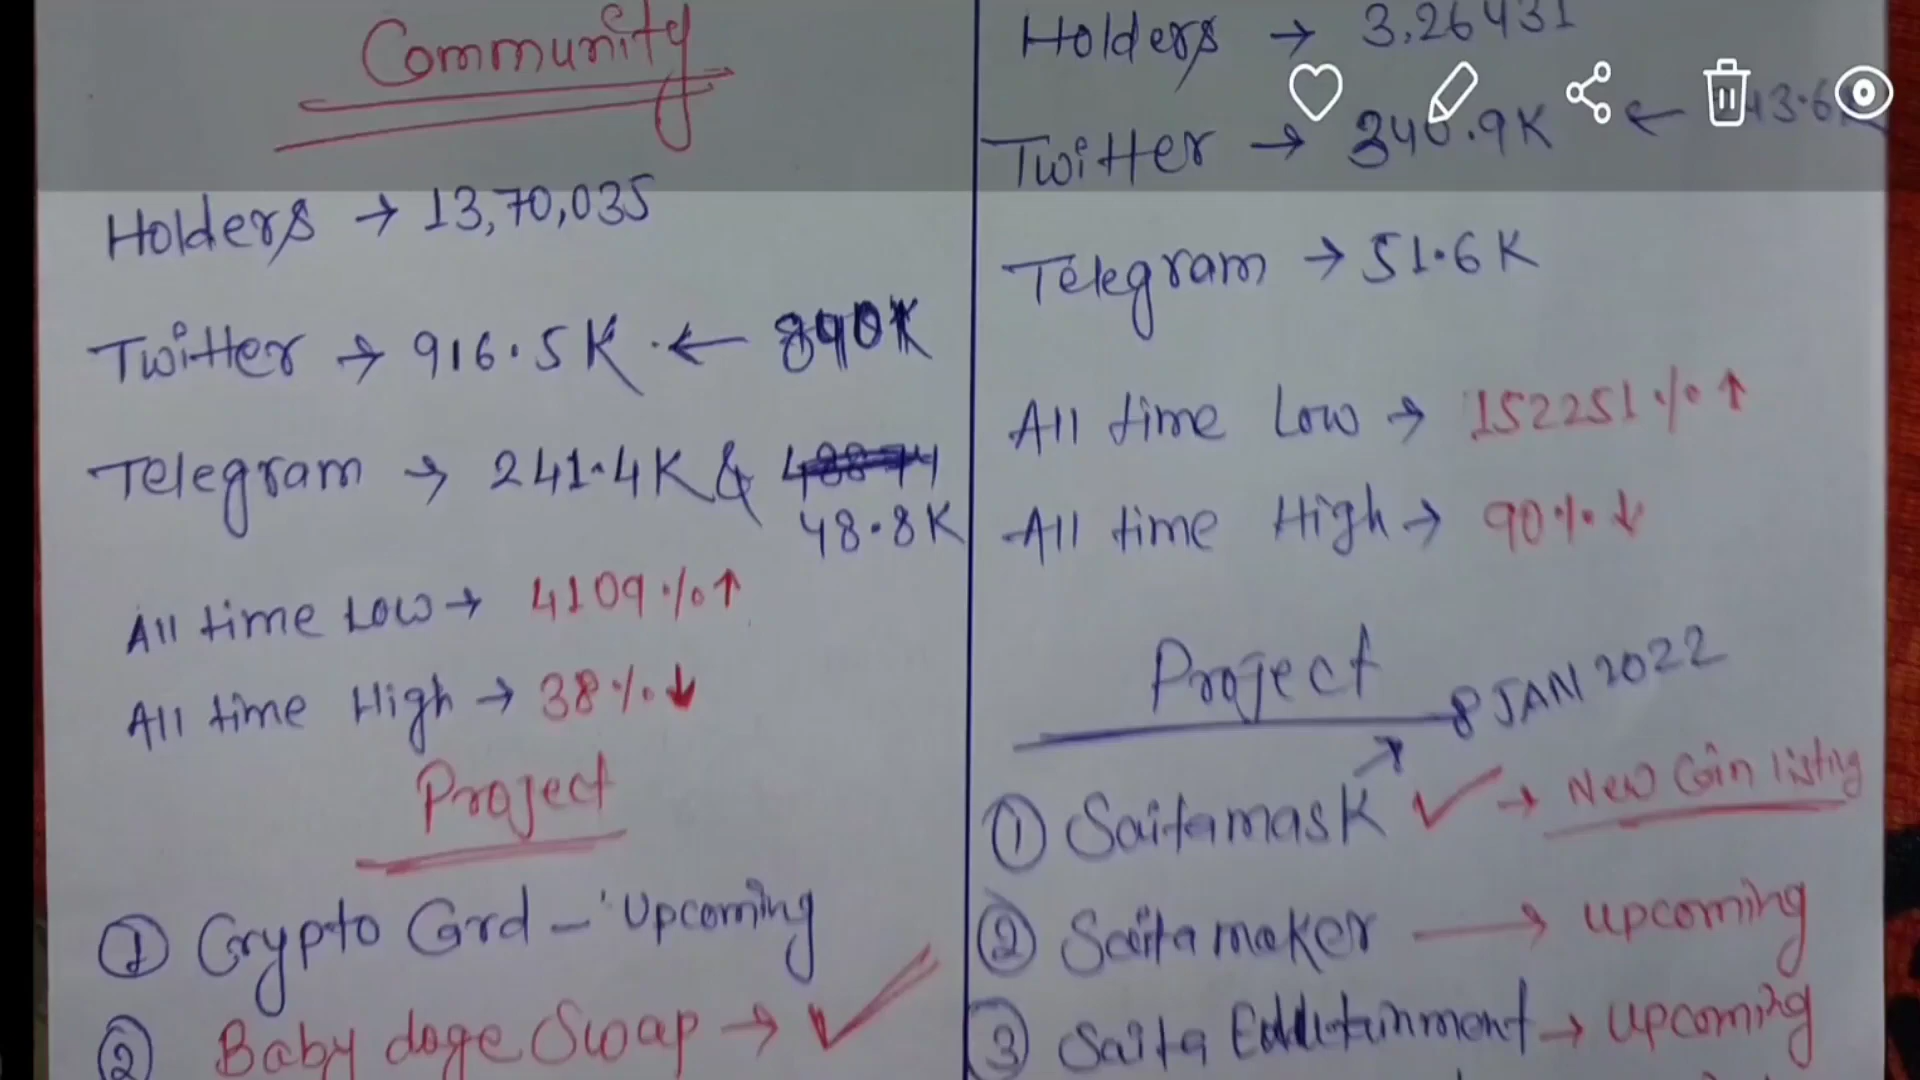 Community
Holders → 13,70,035
Twitter → 916.5K ← 890K
Telegram → 241.4K &
48.8K
All time Low → 4109% ↑
All time High → 38% ↓
Project
① Crypto Card - Upcoming
② Baby doge Swap → ✓
Holders → 3,26431
Twitter → 340.9K ←
Telegram → 51.6K
All time Low → 152251% ↑
All time High → 90% ↓
Project
8 JAN 2022
① Saitamask ✓ → New Coin listing
② Saitamaker → upcoming
③ Saita → upcoming